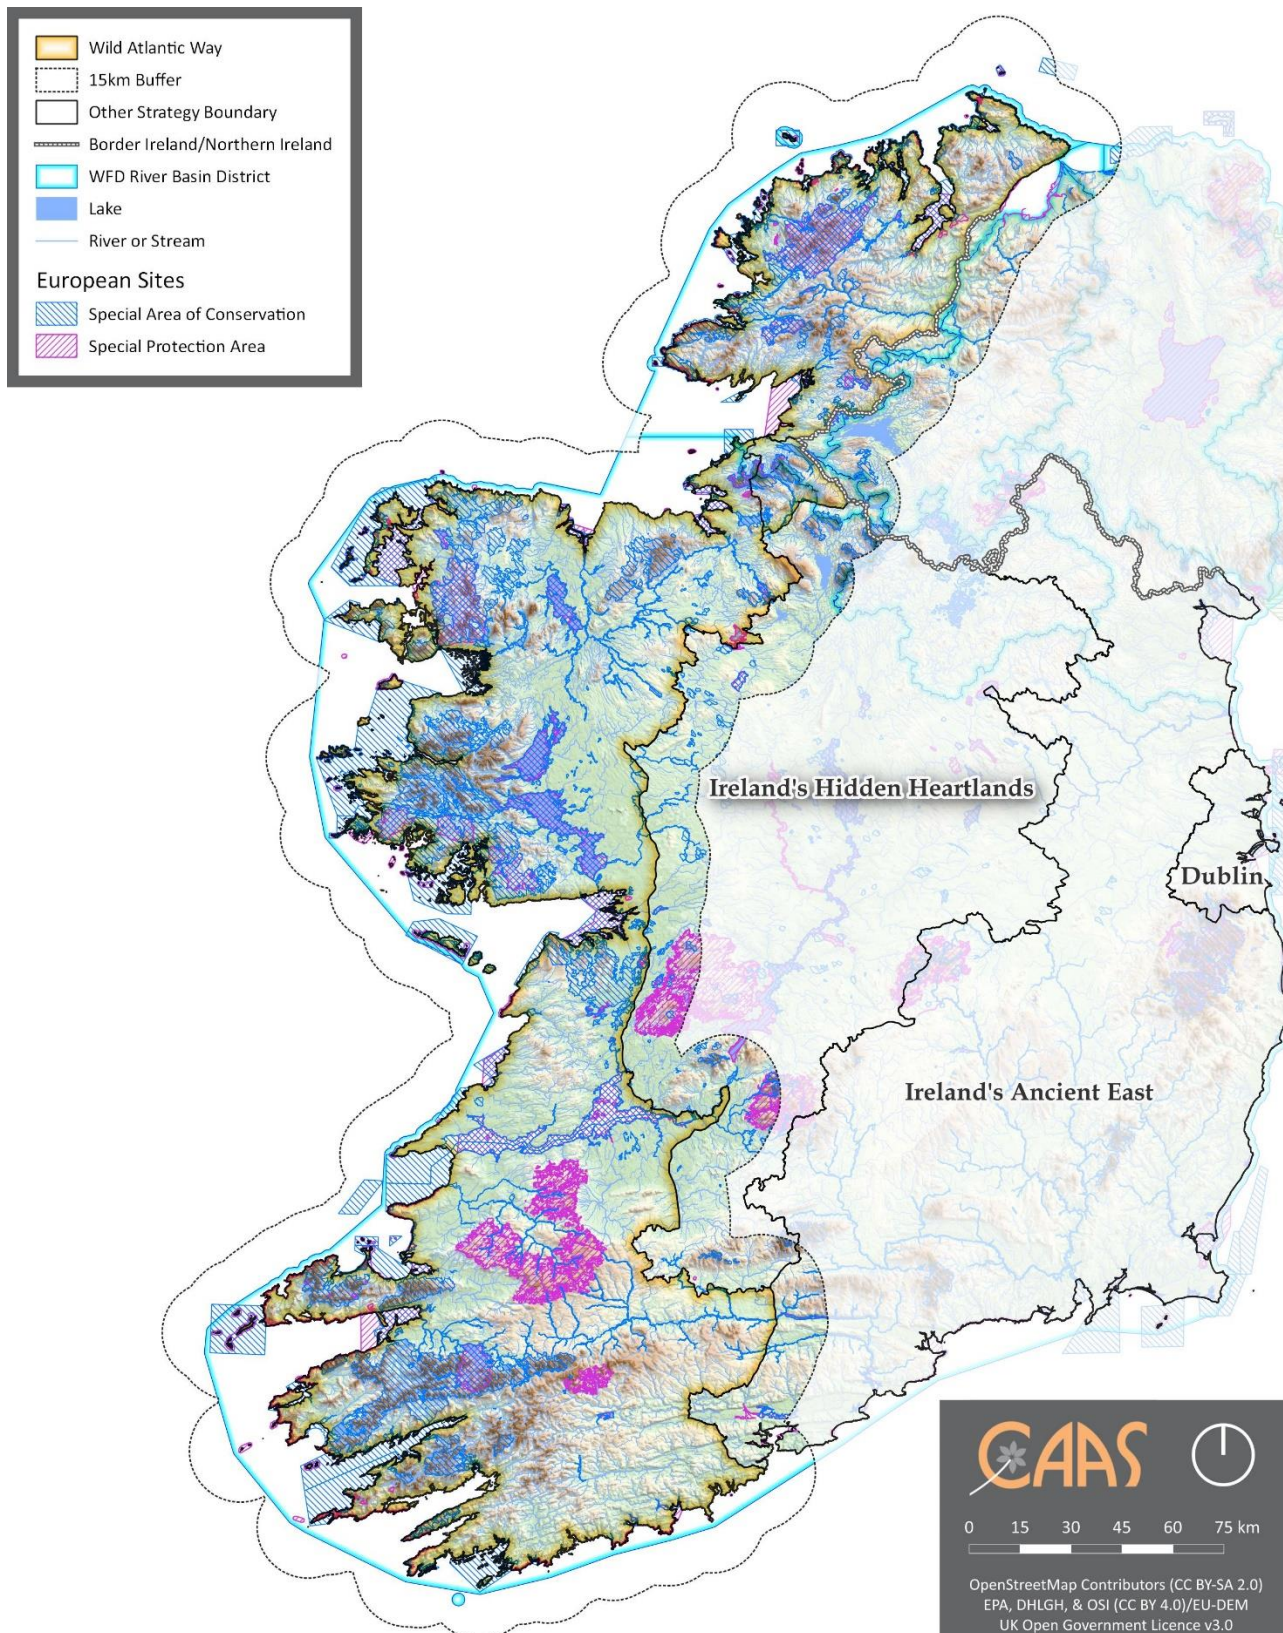 Wild Atlantic Way
15km Buffer
Other Strategy Boundary
Border Ireland/Northern Ireland
WFD River Basin District
Lake
River or Stream
European Sites
Special Area of Conservation
Special Protection Area
Ireland's Hidden Heartlands
Dublin
Ireland's Ancient East
CAAS
0 15 30 45 60 75 km
OpenStreetMap Contributors (CC BY-SA 2.0)
EPA, DHLGH, & OSI (CC BY 4.0)/EU-DEM
UK Open Government Licence v3.0